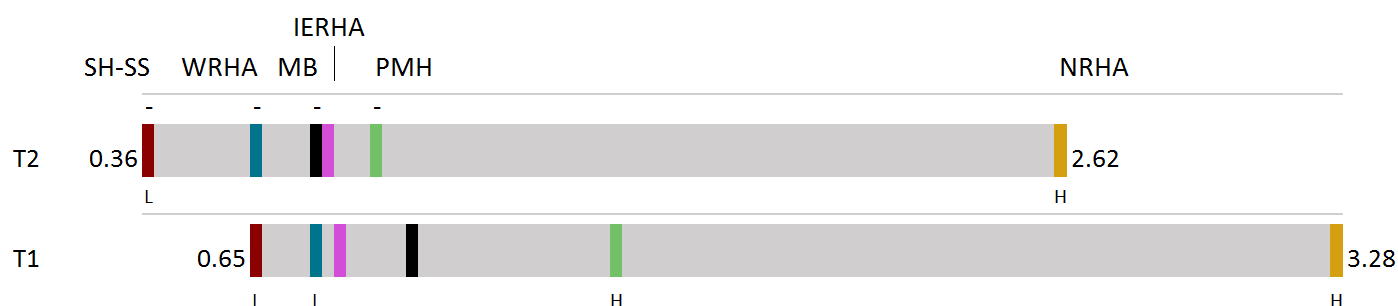 IERHA
SH-SS WRHA MB PMH NRHA
- - - -
T2 0.36 2.62
L H
T1 0.65 3.28
L L H H